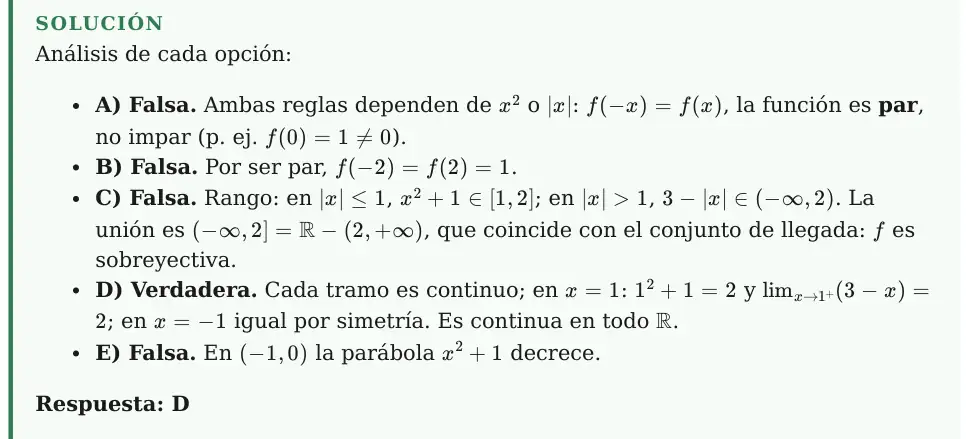 SOLUCIÓN
Análisis de cada opción:
• A) Falsa. Ambas reglas dependen de x² o |x|: f(−x) = f(x), la función es par,
no impar (p. ej. f(0) = 1 ≠ 0).
• B) Falsa. Por ser par, f(−2) = f(2) = 1.
• C) Falsa. Rango: en |x| ≤ 1, x² + 1 ∈ [1, 2]; en |x| > 1, 3 − |x| ∈ (−∞, 2). La
unión es (−∞, 2] = ℝ − (2, +∞), que coincide con el conjunto de llegada: f es
sobreyectiva.
• D) Verdadera. Cada tramo es continuo; en x = 1: 1² + 1 = 2 y limₓ→₁⁺(3 − x) =
2; en x = −1 igual por simetría. Es continua en todo ℝ.
• E) Falsa. En (−1, 0) la parábola x² + 1 decrece.
Respuesta: D